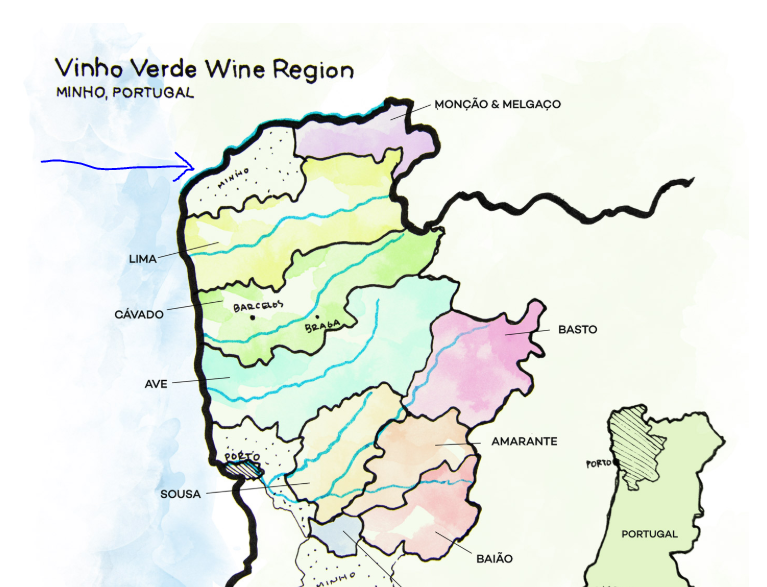 Vinho Verde Wine Region
MINHO, PORTUGAL
MONÇÃO & MELGAÇO
MINHO
LIMA
CÁVADO
BARCELOS
BRAGA
BASTO
AVE
AMARANTE
PORTO
PORTO
SOUSA
PORTUGAL
BAIÃO
MINHO